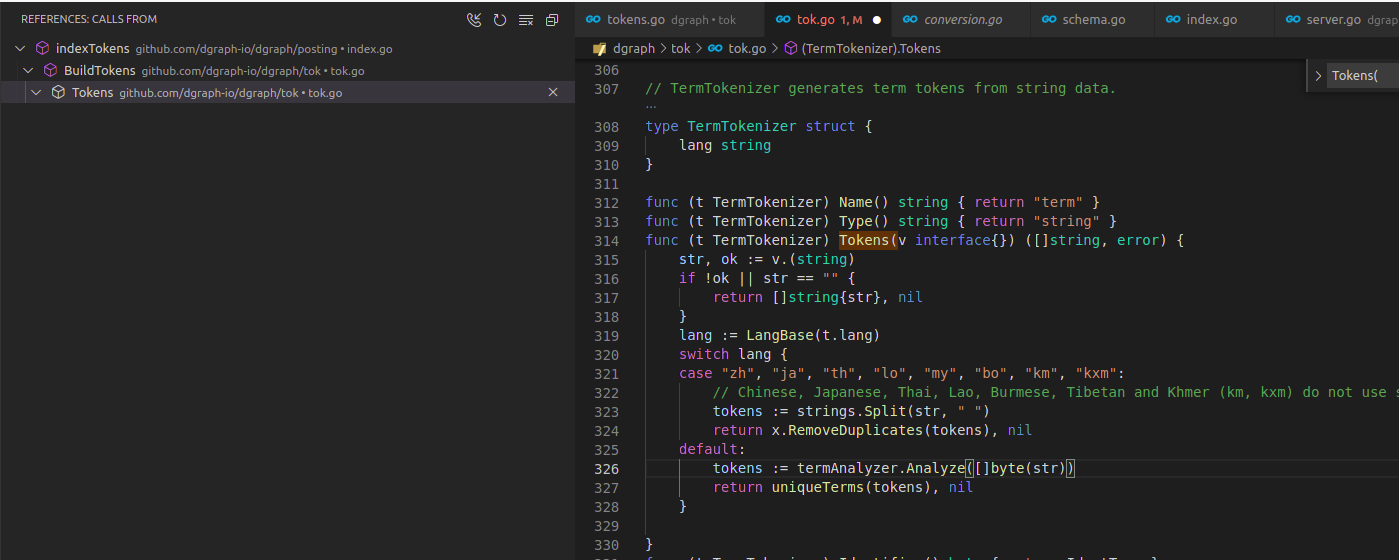 REFERENCES: CALLS FROM
indexTokens github.com/dgraph-io/dgraph/posting • index.go
BuildTokens github.com/dgraph-io/dgraph/tok • tok.go
Tokens github.com/dgraph-io/dgraph/tok • tok.go
tokens.go dgraph • tok
tok.go 1, M
conversion.go
schema.go
index.go
server.go dgrap
dgraph > tok > tok.go > (TermTokenizer).Tokens
Tokens(
306
307 // TermTokenizer generates term tokens from string data.
...
308 type TermTokenizer struct {
309 lang string
310 }
311
312 func (t TermTokenizer) Name() string { return "term" }
313 func (t TermTokenizer) Type() string { return "string" }
314 func (t TermTokenizer) Tokens(v interface{}) ([]string, error) {
315 str, ok := v.(string)
316 if !ok || str == "" {
317 return []string{str}, nil
318 }
319 lang := LangBase(t.lang)
320 switch lang {
321 case "zh", "ja", "th", "lo", "my", "bo", "km", "kxm":
322 // Chinese, Japanese, Thai, Lao, Burmese, Tibetan and Khmer (km, kxm) do not use s
323 tokens := strings.Split(str, " ")
324 return x.RemoveDuplicates(tokens), nil
325 default:
326 tokens := termAnalyzer.Analyze([]byte(str))
327 return uniqueTerms(tokens), nil
328 }
329
330 }